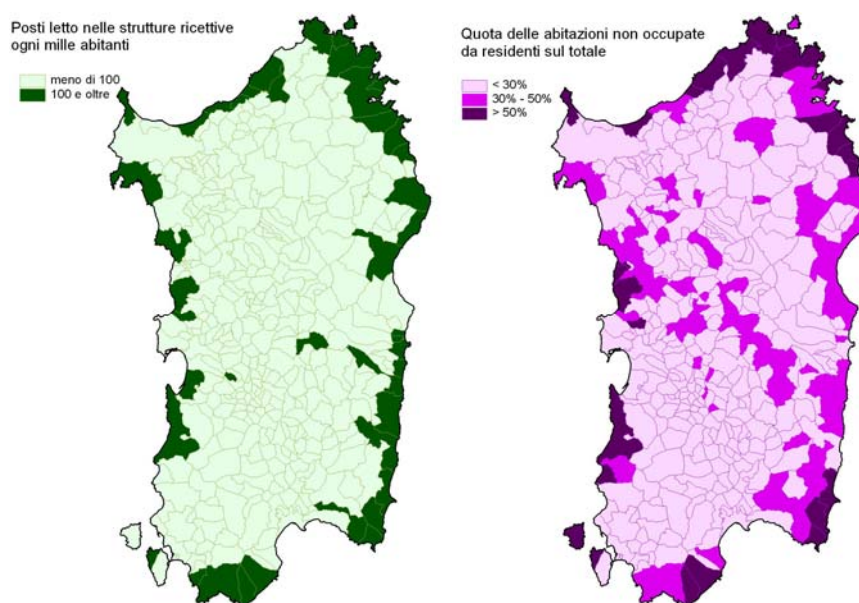 Posti letto nelle strutture ricettive
ogni mille abitanti
meno di 100
100 e oltre
Quota delle abitazioni non occupate
da residenti sul totale
< 30%
30% - 50%
> 50%